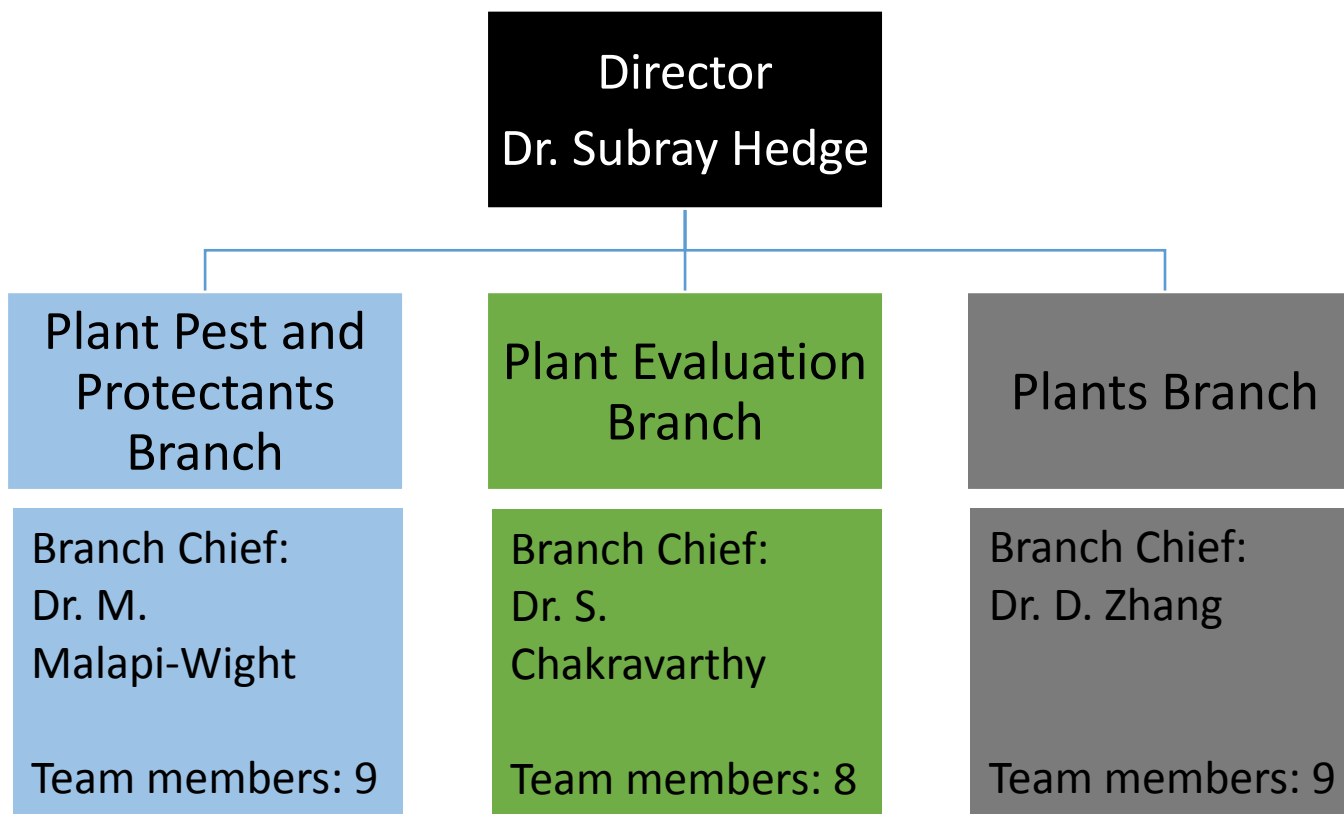 Director
Dr. Subray Hedge
Plant Pest and
Protectants
Branch
Branch Chief:
Dr. M.
Malapi-Wight
Team members: 9
Plant Evaluation
Branch
Branch Chief:
Dr. S.
Chakravarthy
Team members: 8
Plants Branch
Branch Chief:
Dr. D. Zhang
Team members: 9